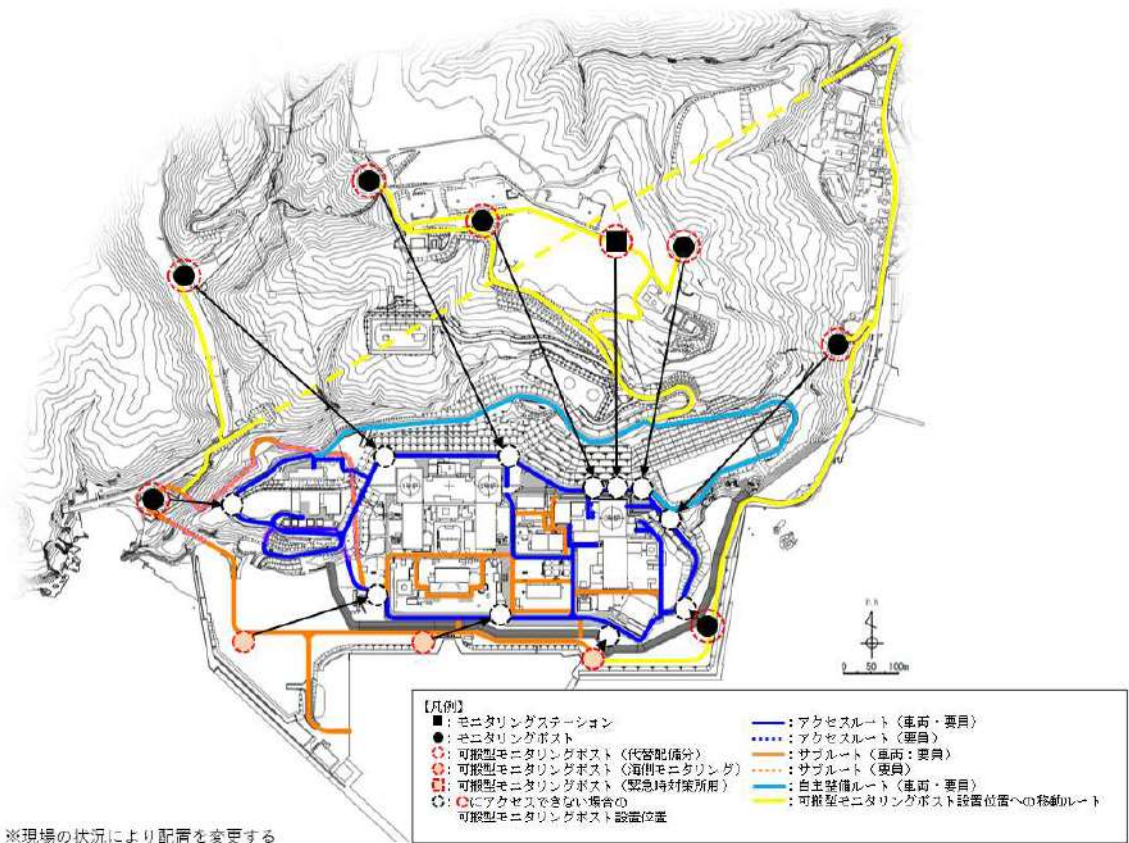 P.N
0 50 100m
【凡例】
■: モニタリングステーション
●: モニタリングポスト
: 可搬型モニタリングポスト（代替配備分）
: 可搬型モニタリングポスト（海側モニタリング）
: 可搬型モニタリングポスト（緊急時対策所用）
: にアクセスできない場合の
可搬型モニタリングポスト設置位置
: アクセスルート（車両・要員）
: アクセスルート（要員）
: サブルート（車両・要員）
: サブルート（要員）
: 自主整備ルート（車両・要員）
: 可搬型モニタリングポスト設置位置への移動ルート
※現場の状況により配置を変更する